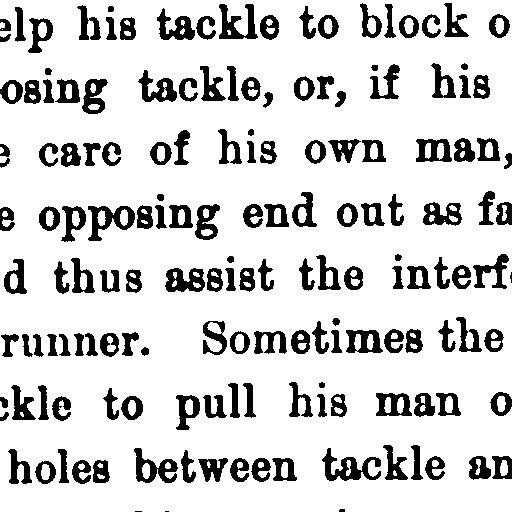 elp his tackle to block o
osing tackle, or, if his
e care of his own man,
e opposing end out as fa
d thus assist the interf
runner. Sometimes the
ckle to pull his man o
holes between tackle an